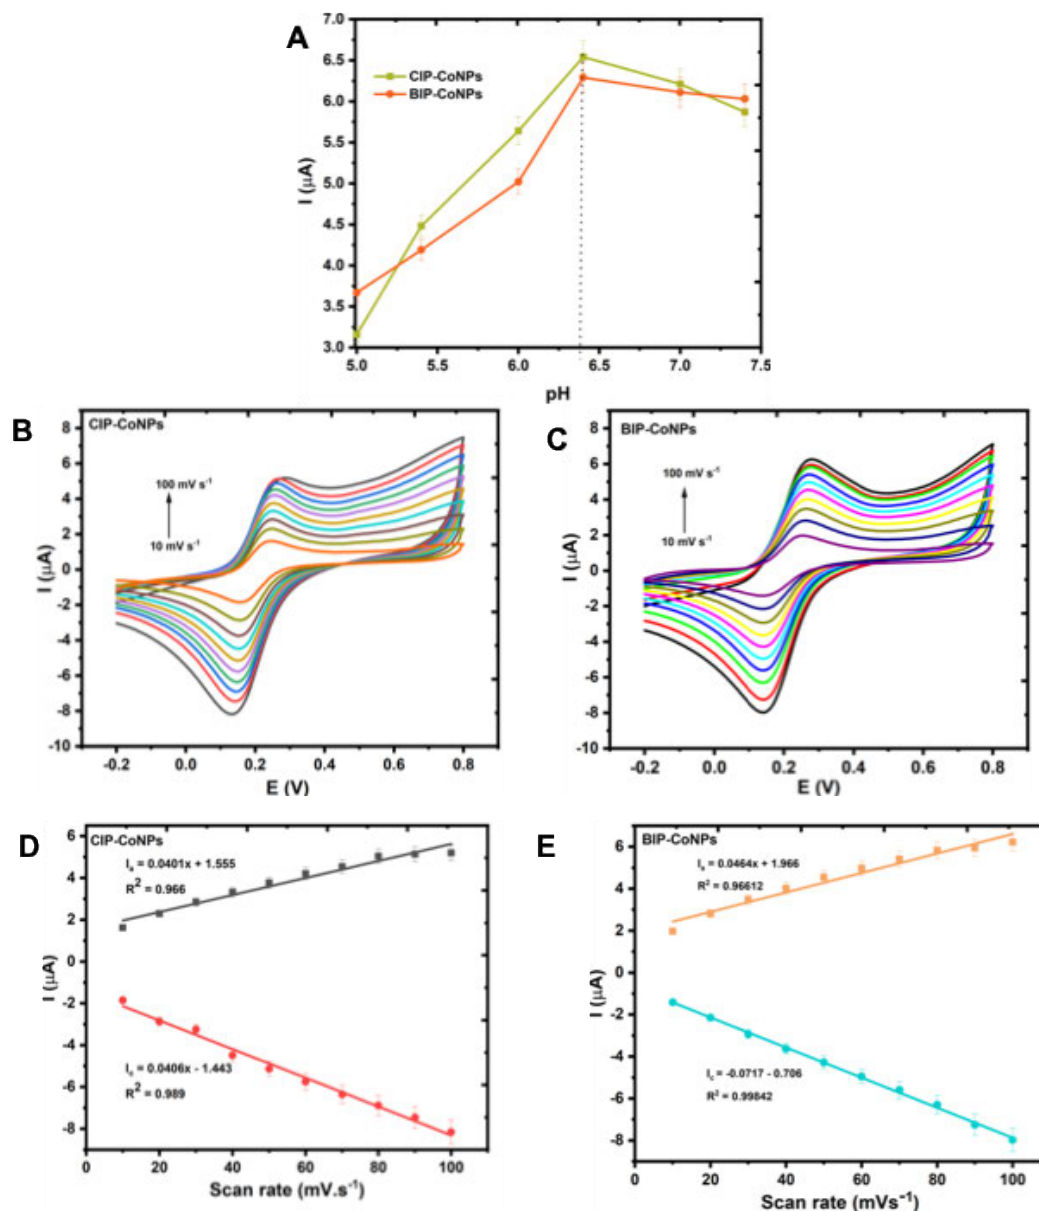 A
7.0
6.5
6.0
5.5
5.0
4.5
4.0
3.5
3.0
I (µA)
CIP-CoNPs
BIP-CoNPs
5.0 5.5 6.0 6.5 7.0 7.5
pH
B
CIP-CoNPs
8
6
4
2
0
-2
-4
-6
-8
-10
I (µA)
100 mV s⁻¹
10 mV s⁻¹
-0.2 0.0 0.2 0.4 0.6 0.8
E (V)
C
BIP-CoNPs
8
6
4
2
0
-2
-4
-6
-8
-10
I (µA)
100 mV s⁻¹
10 mV s⁻¹
-0.2 0.0 0.2 0.4 0.6 0.8
E (V)
D
CIP-CoNPs
6
4
2
0
-2
-4
-6
-8
I (µA)
Iₐ = 0.0401x + 1.555
R² = 0.966
I꜀ = 0.0406x - 1.443
R² = 0.989
0 20 40 60 80 100
Scan rate (mV.s⁻¹)
E
BIP-CoNPs
6
4
2
0
-2
-4
-6
-8
I (µA)
Iₐ = 0.0464x + 1.966
R² = 0.96612
I꜀ = -0.0717 - 0.706
R² = 0.99842
0 20 40 60 80 100
Scan rate (mVs⁻¹)